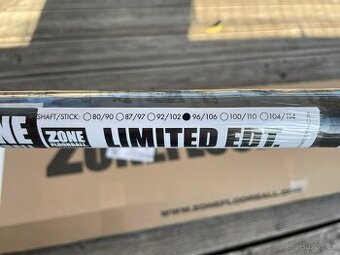 SHAFT/STICK: 80/90 87/97 92/102 96/106 100/110 104/114
NE ZONE FLOORBALL LIMITED EDT.
WWW.ZONEFLOORBALL.COM